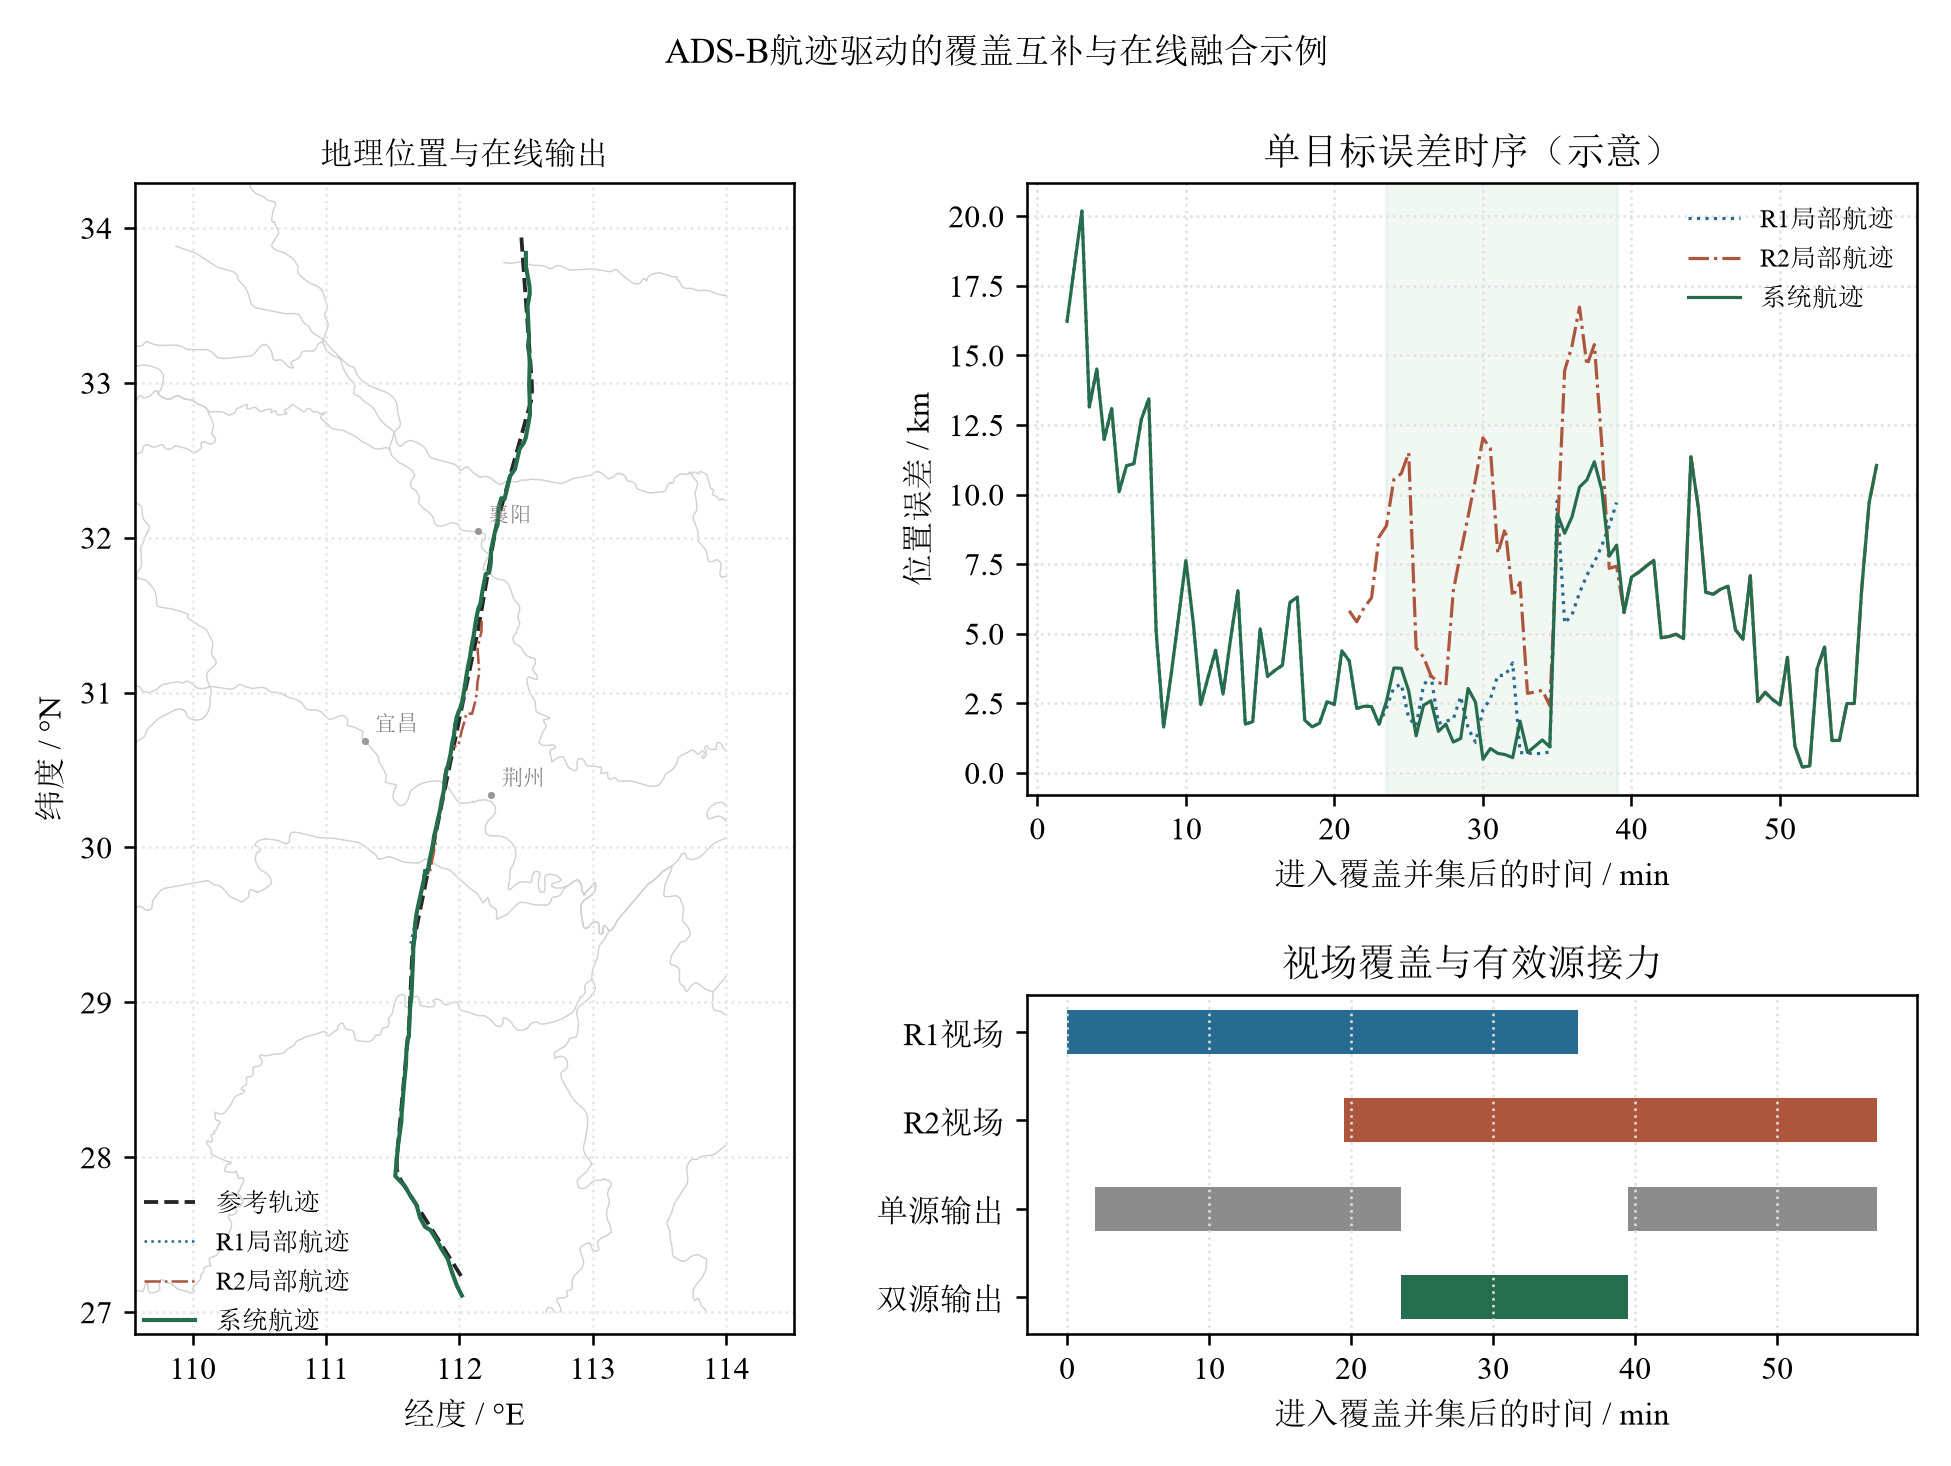 ADS-B航迹驱动的覆盖互补与在线融合示例
地理位置与在线输出
34
33
32
31
30
29
28
27
纬度 / °N
襄阳
宜昌
荆州
参考轨迹
R1局部航迹
R2局部航迹
系统航迹
110
111
112
113
114
经度 / °E
单目标误差时序（示意）
20.0
17.5
15.0
12.5
10.0
7.5
5.0
2.5
0.0
位置误差 / km
R1局部航迹
R2局部航迹
系统航迹
0
10
20
30
40
50
进入覆盖并集后的时间 / min
视场覆盖与有效源接力
R1视场
R2视场
单源输出
双源输出
0
10
20
30
40
50
进入覆盖并集后的时间 / min